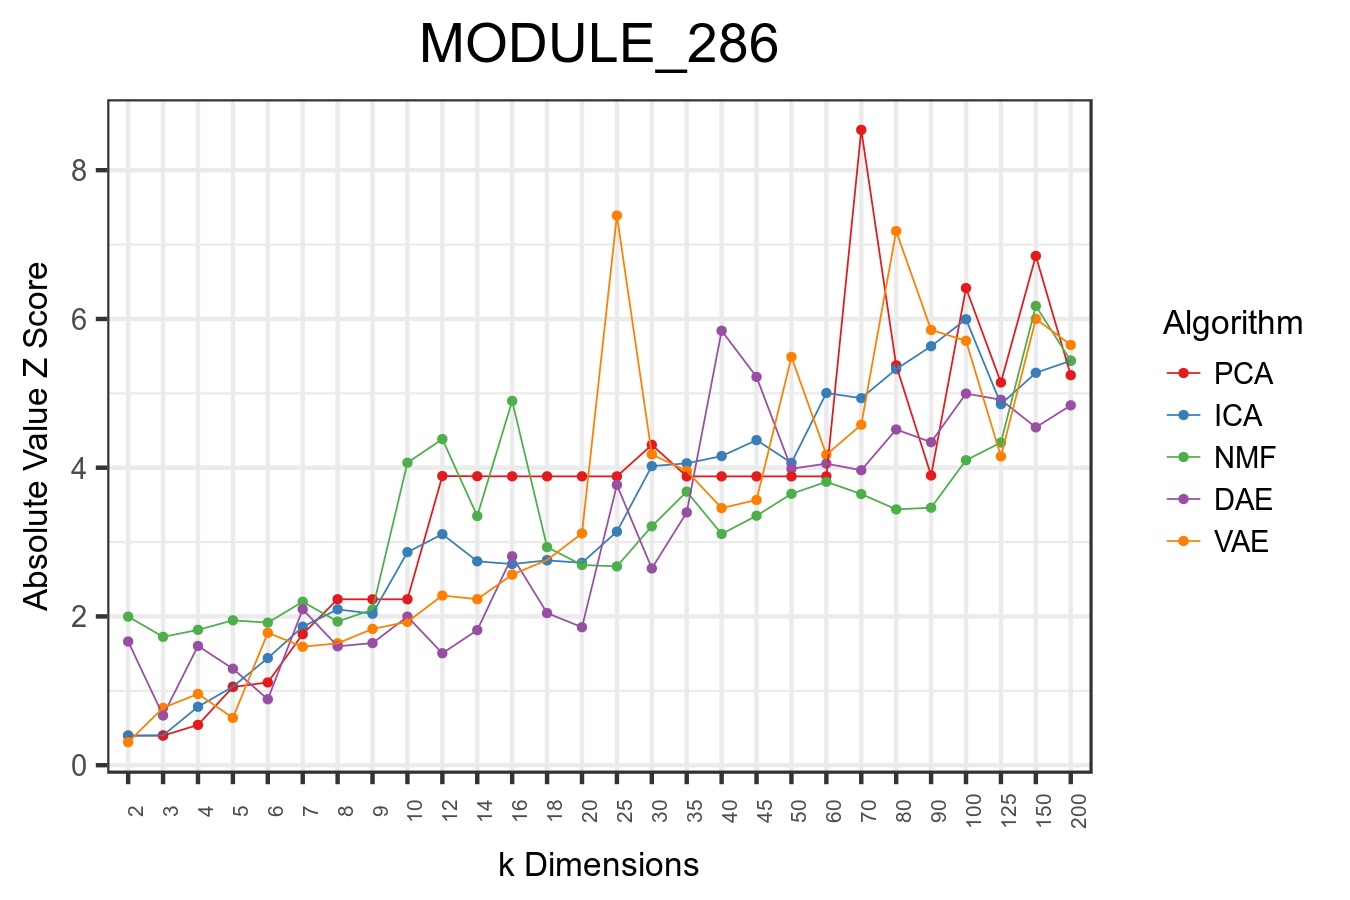 MODULE_286
Absolute Value Z Score
8
6
4
2
0
2 3 4 5 6 7 8 9 10 12 14 16 18 20 25 30 35 40 45 50 60 70 80 90 100 125 150 200
k Dimensions
Algorithm
PCA
ICA
NMF
DAE
VAE